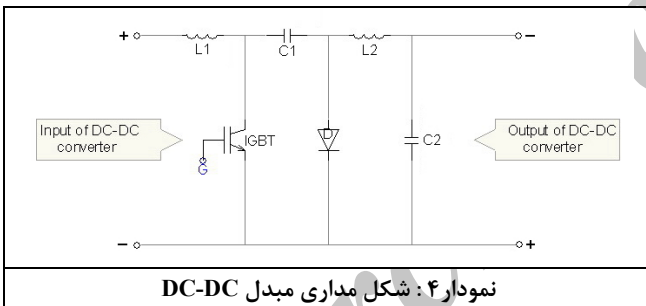 + −
L1 C1 L2
Input of DC-DC
converter
IGBT
G
D
C2
Output of DC-DC
converter
− +
نمودار۴ : شکل مداری مبدل DC-DC